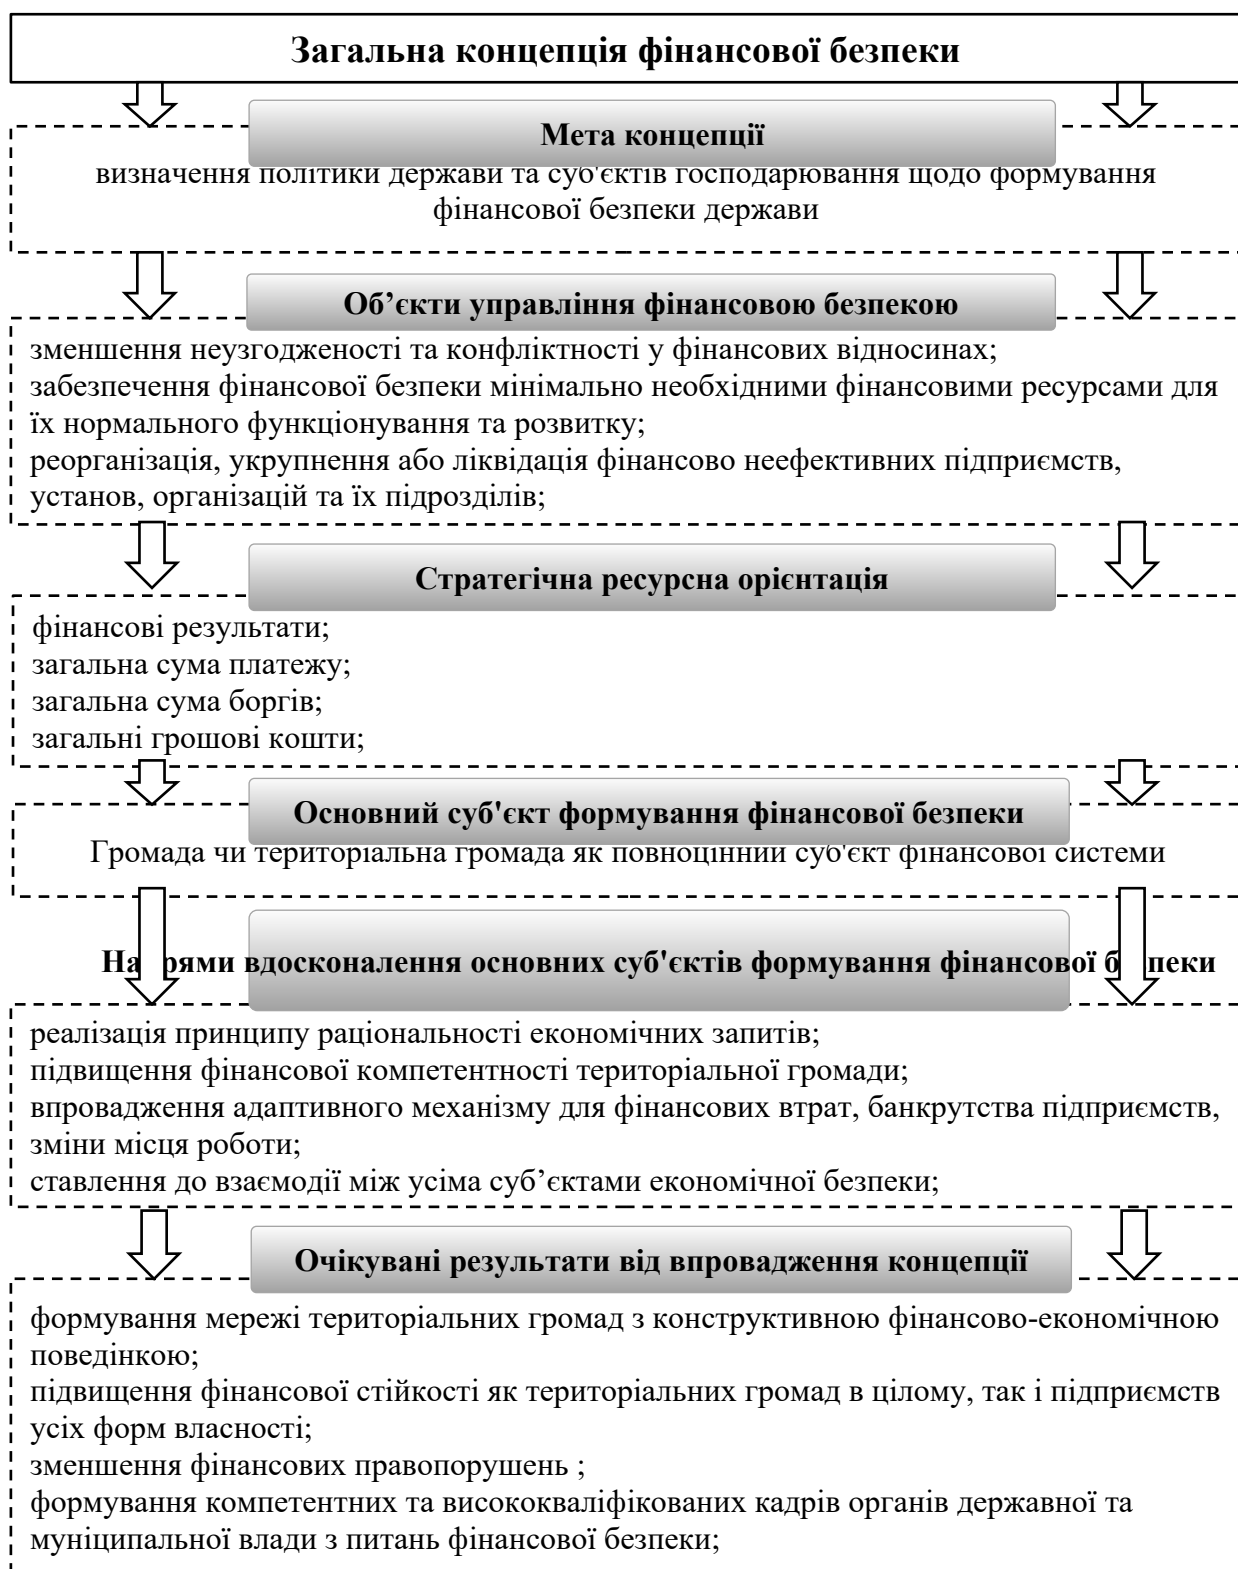 Загальна концепція фінансової безпеки
Мета концепції
визначення політики держави та суб'єктів господарювання щодо формування
фінансової безпеки держави
Об’єкти управління фінансовою безпекою
зменшення неузгодженості та конфліктності у фінансових відносинах;
забезпечення фінансової безпеки мінімально необхідними фінансовими ресурсами для
їх нормального функціонування та розвитку;
реорганізація, укрупнення або ліквідація фінансово неефективних підприємств,
установ, організацій та їх підрозділів;
Стратегічна ресурсна орієнтація
фінансові результати;
загальна сума платежу;
загальна сума боргів;
загальні грошові кошти;
Основний суб'єкт формування фінансової безпеки
Громада чи територіальна громада як повноцінний суб'єкт фінансової системи
Напрями вдосконалення основних суб'єктів формування фінансової безпеки
реалізація принципу раціональності економічних запитів;
підвищення фінансової компетентності територіальної громади;
впровадження адаптивного механізму для фінансових втрат, банкрутства підприємств,
зміни місця роботи;
ставлення до взаємодії між усіма суб’єктами економічної безпеки;
Очікувані результати від впровадження концепції
формування мережі територіальних громад з конструктивною фінансово-економічною
поведінкою;
підвищення фінансової стійкості як територіальних громад в цілому, так і підприємств
усіх форм власності;
зменшення фінансових правопорушень ;
формування компетентних та висококваліфікованих кадрів органів державної та
муніципальної влади з питань фінансової безпеки;